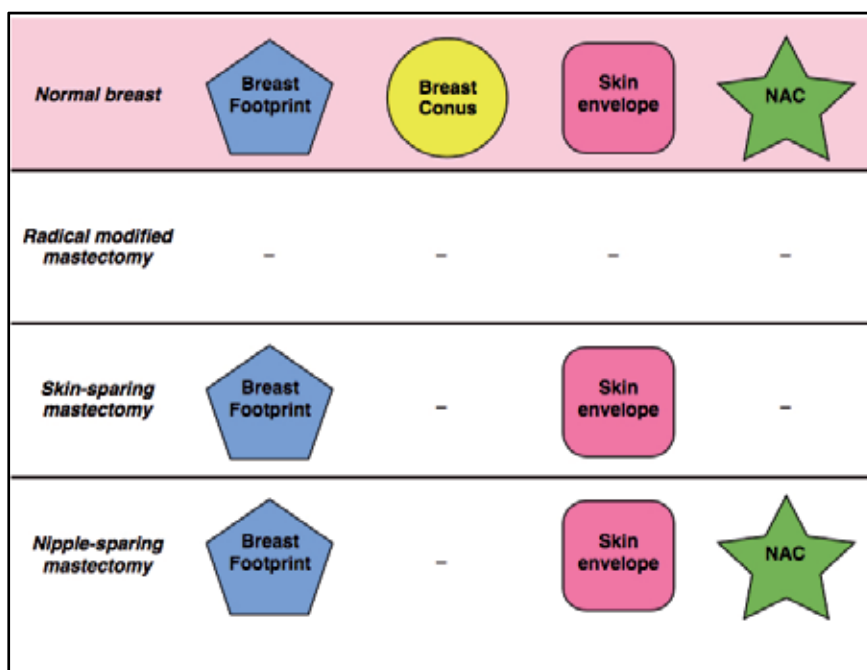 Normal breast
Breast
Footprint
Breast
Conus
Skin
envelope
NAC
Radical modified
mastectomy
–
–
–
–
Skin-sparing
mastectomy
Breast
Footprint
–
Skin
envelope
–
Nipple-sparing
mastectomy
Breast
Footprint
–
Skin
envelope
NAC